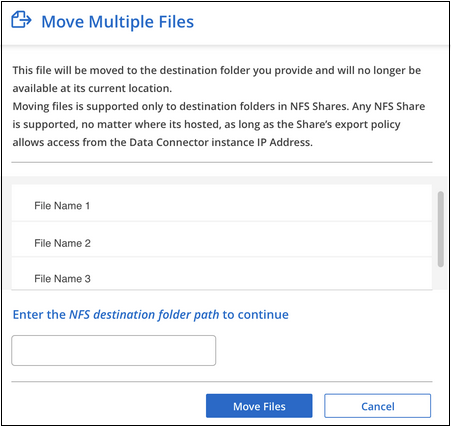 Move Multiple Files
This file will be moved to the destination folder you provide and will no longer be
available at its current location.
Moving files is supported only to destination folders in NFS Shares. Any NFS Share
is supported, no matter where its hosted, as long as the Share's export policy
allows access from the Data Connector instance IP Address.
File Name 1
File Name 2
File Name 3
Enter the NFS destination folder path to continue
Move Files
Cancel